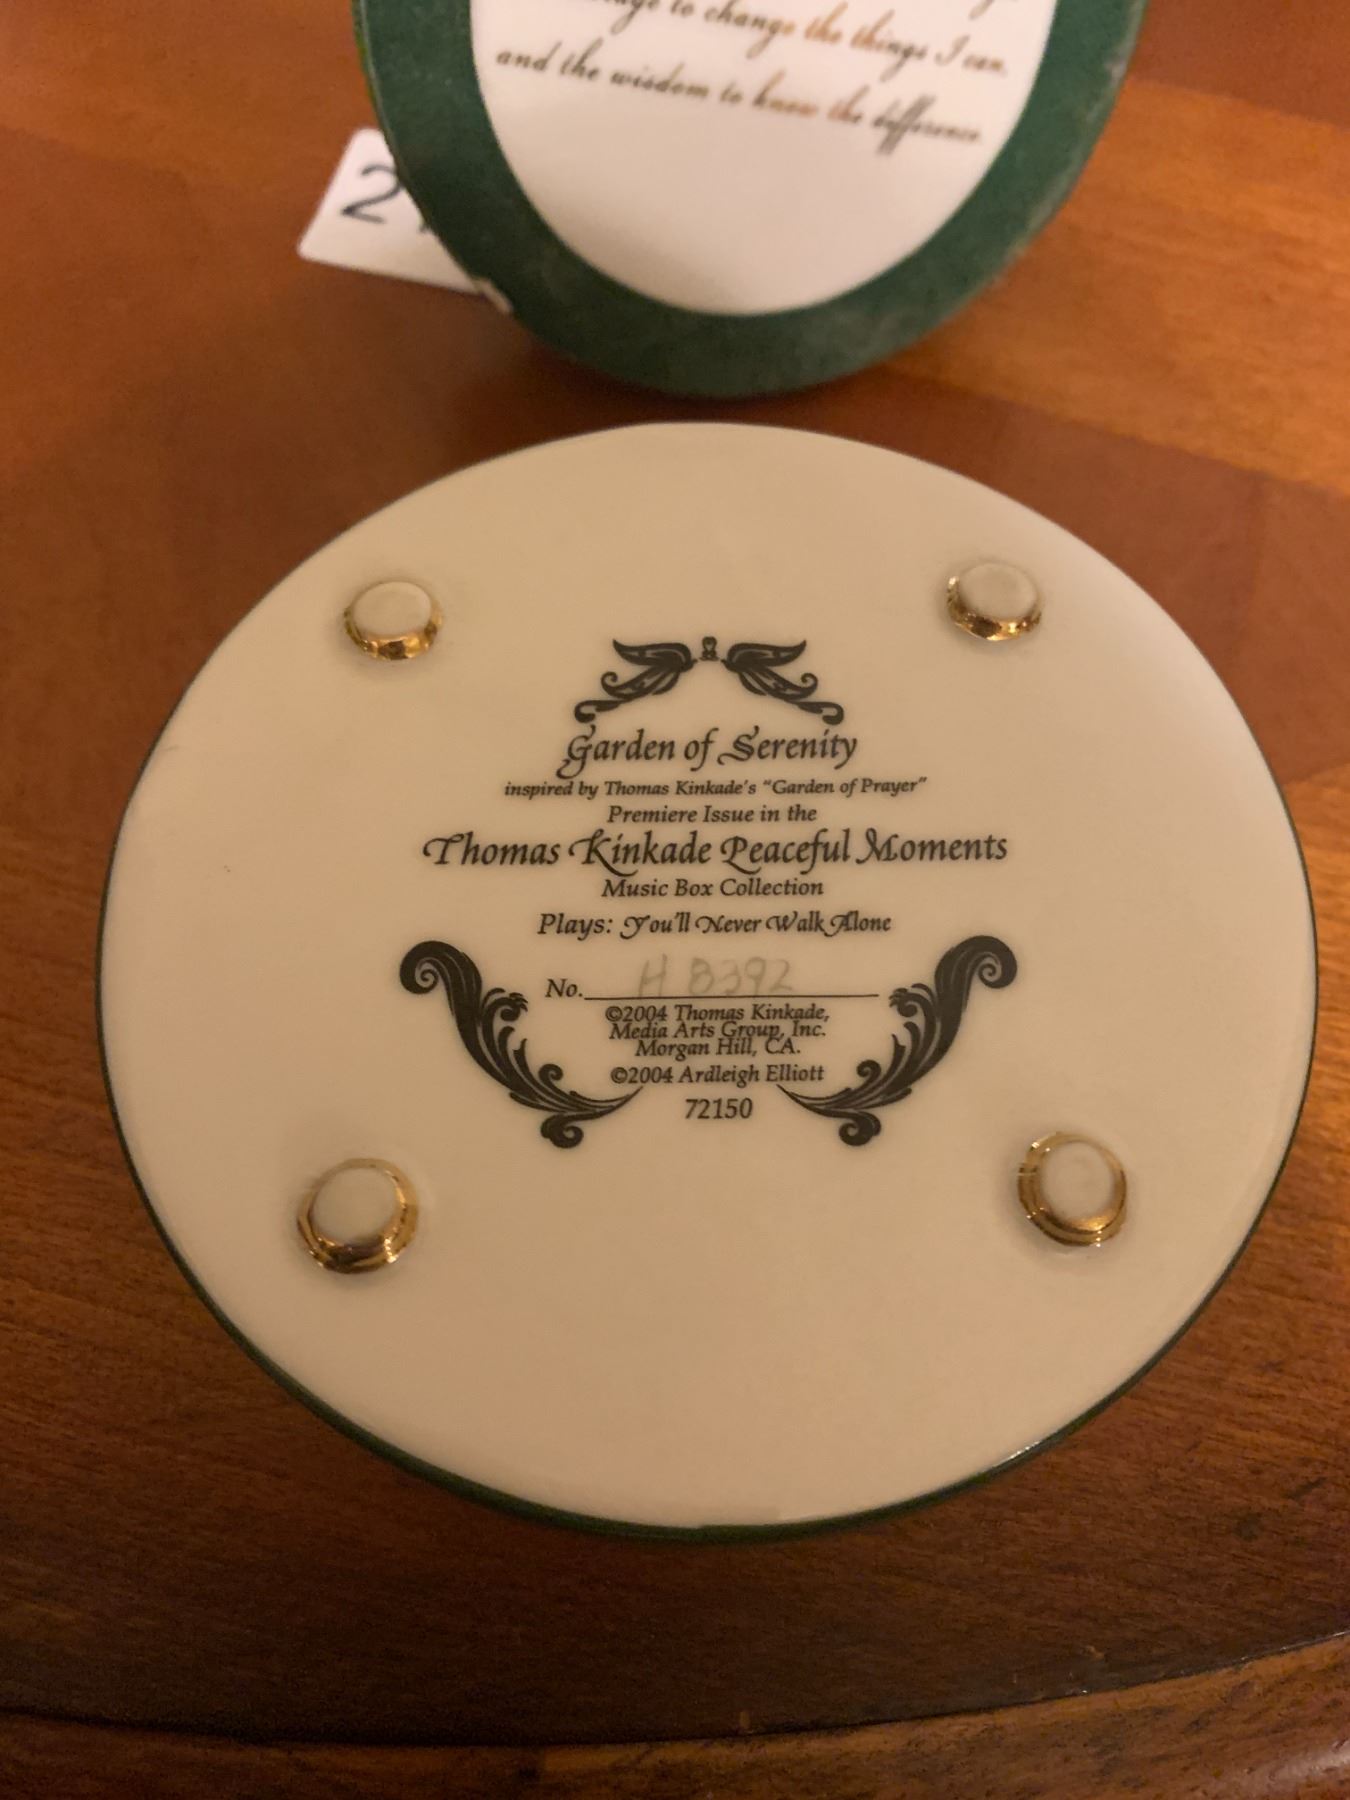 to change the things I can,
and the wisdom to know the difference.
2
Garden of Serenity
inspired by Thomas Kinkade's "Garden of Prayer"
Premiere Issue in the
Thomas Kinkade Peaceful Moments
Music Box Collection
Plays: You'll Never Walk Alone
No. H 8392
©2004 Thomas Kinkade,
Media Arts Group, Inc.
Morgan Hill, CA.
©2004 Ardleigh Elliott
72150